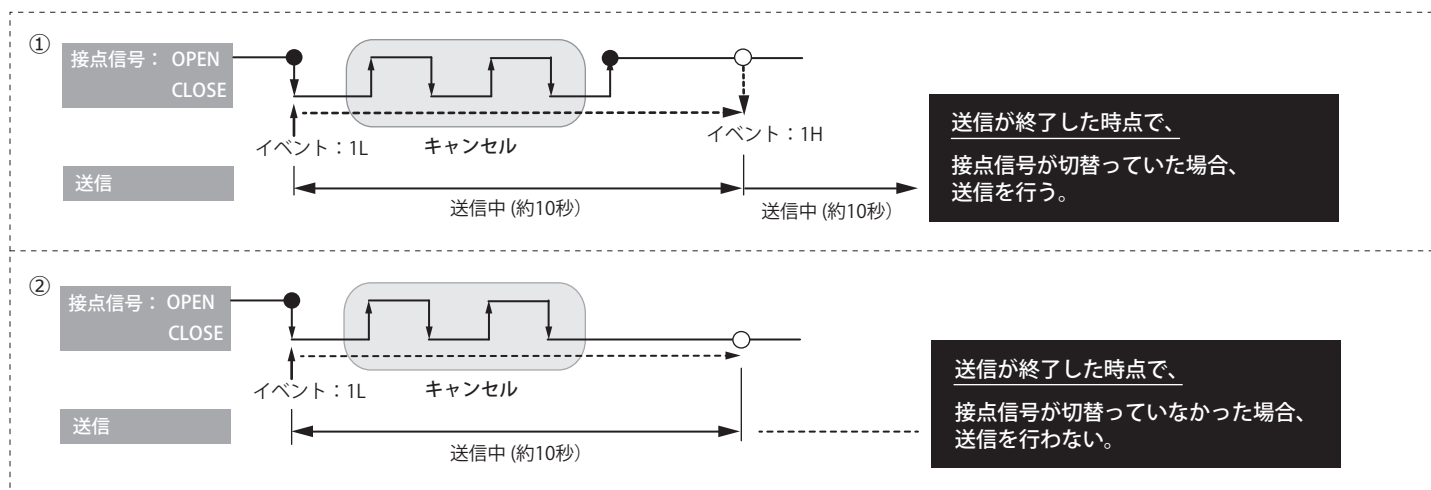 ①
接点信号： OPEN
CLOSE
イベント：1L
キャンセル
イベント：1H
送信
送信中 (約10秒)
送信中 (約10秒)
送信が終了した時点で、
接点信号が切替っていた場合、
送信を行う。
②
接点信号： OPEN
CLOSE
イベント：1L
キャンセル
送信
送信中 (約10秒)
送信が終了した時点で、
接点信号が切替っていなかった場合、
送信を行わない。